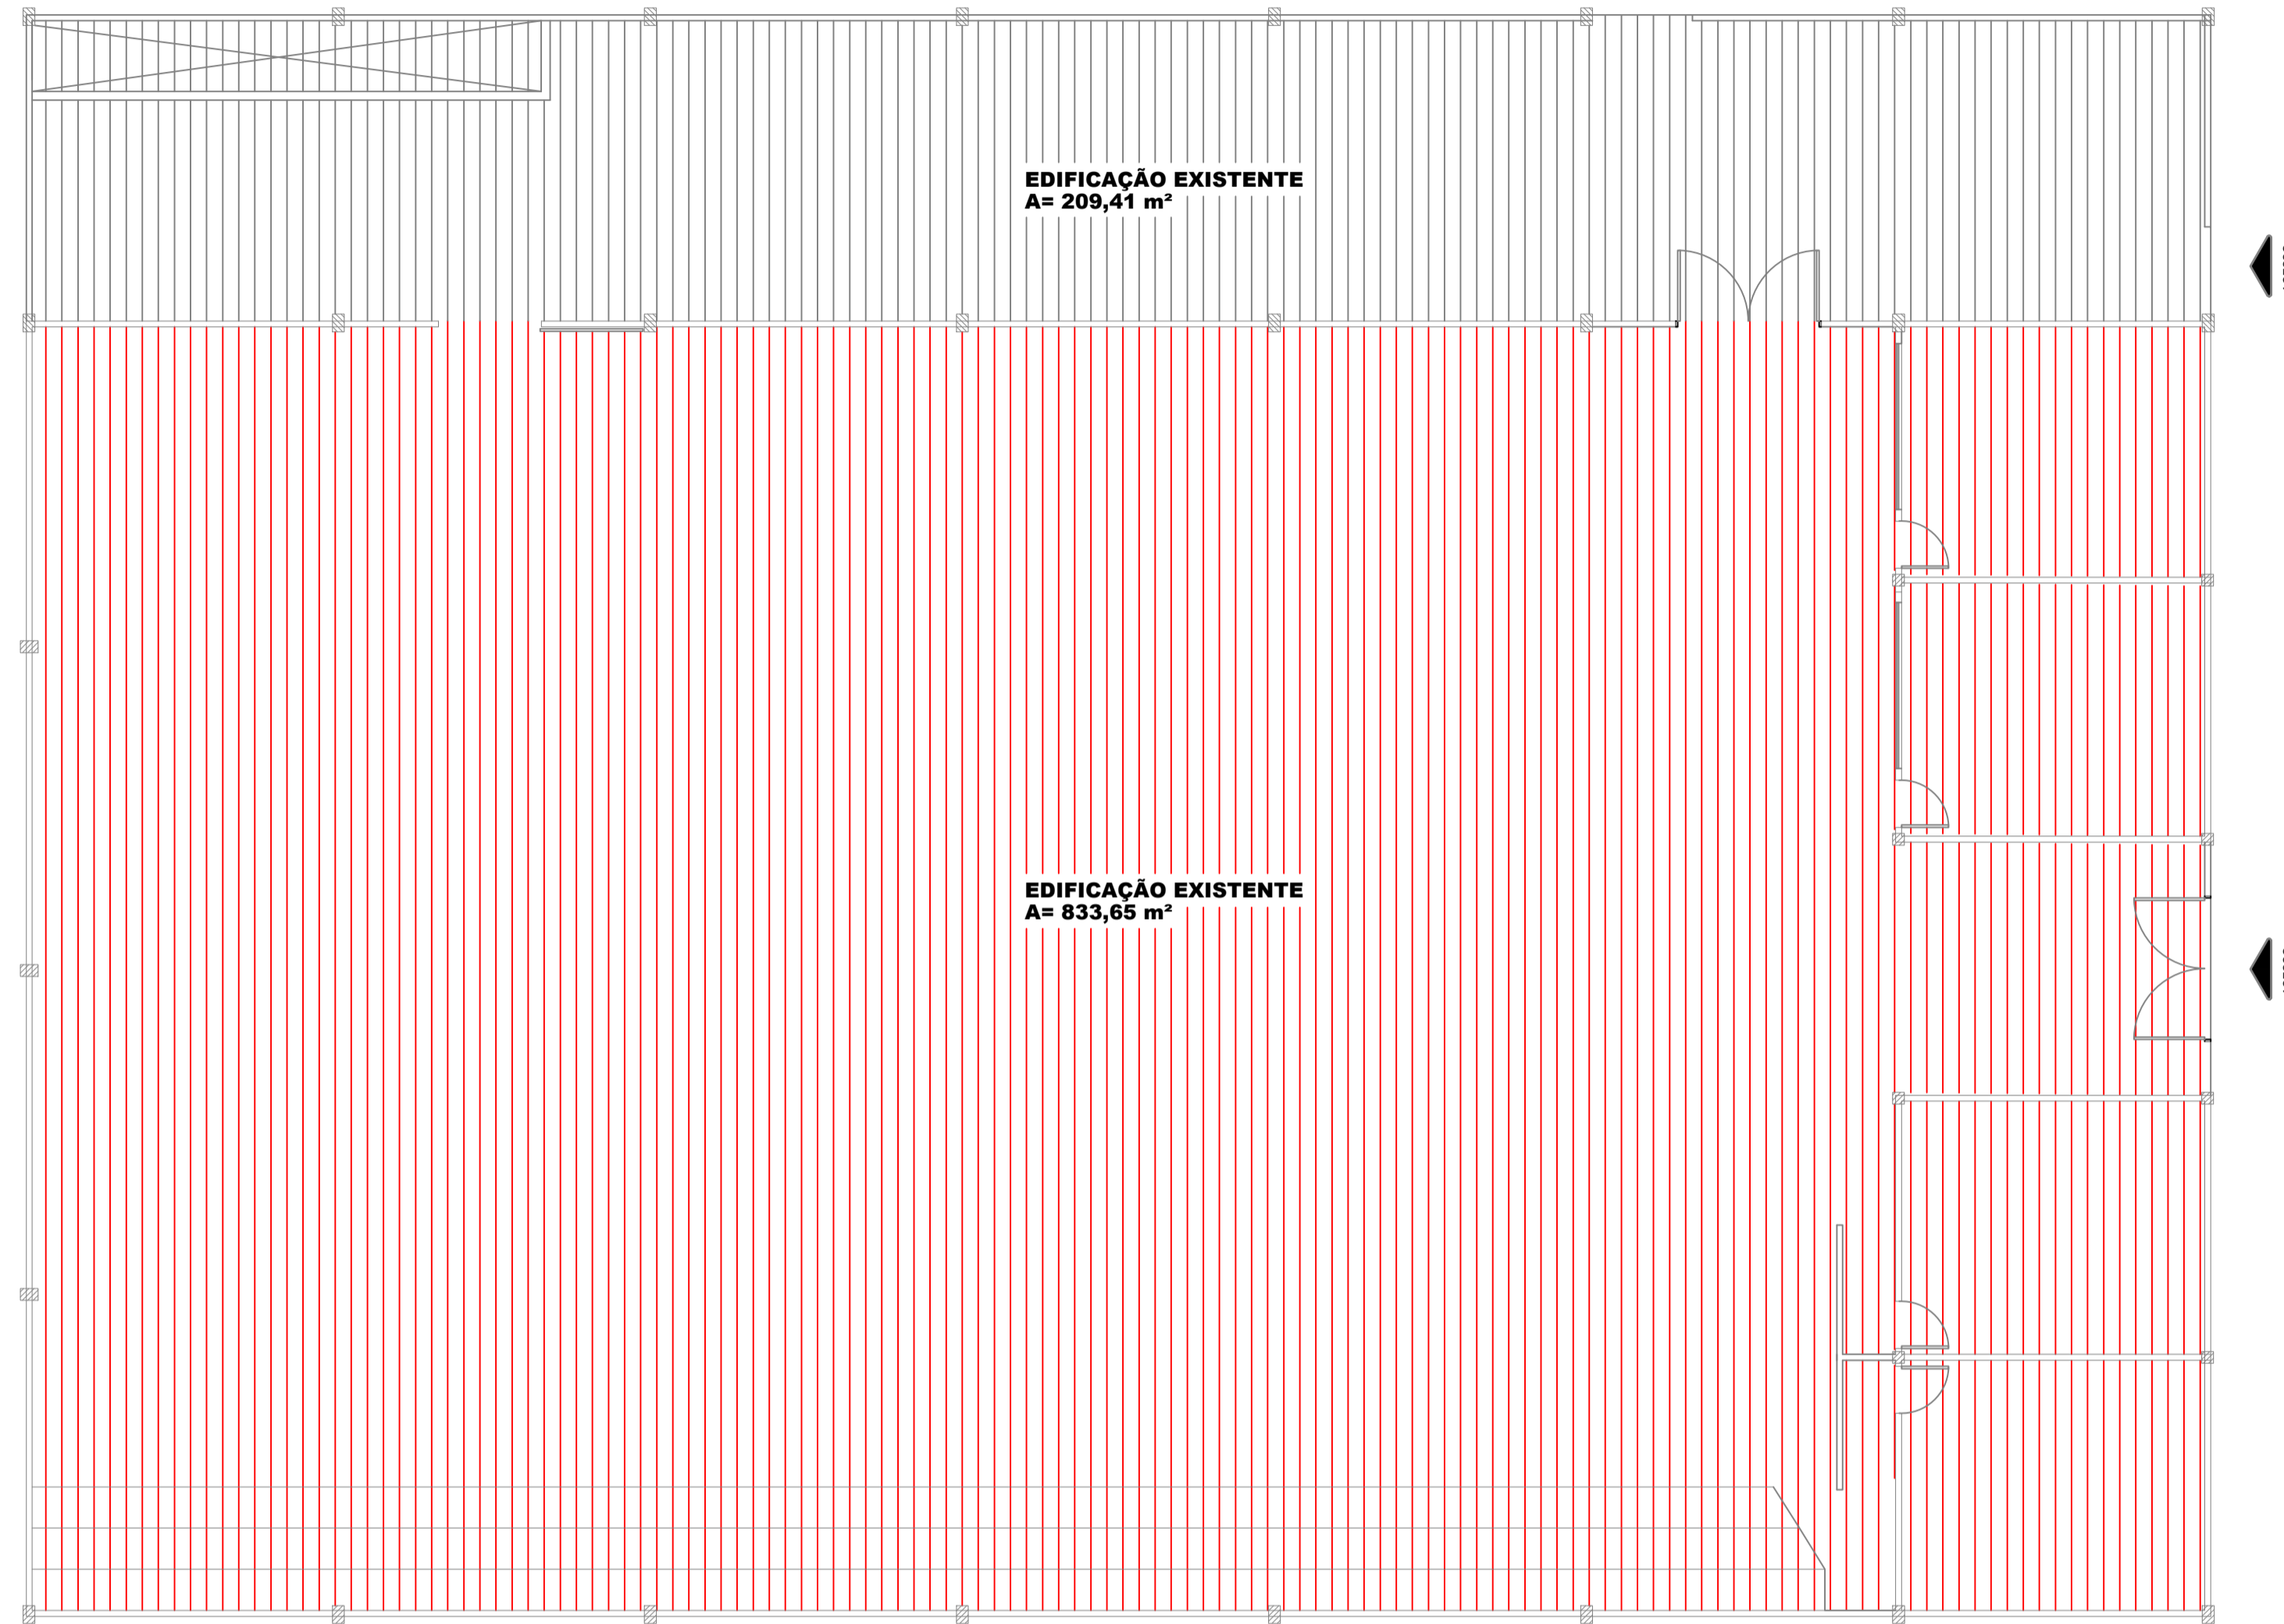 EDIFICAÇÃO EXISTENTE
A= 209,41 m²
EDIFICAÇÃO EXISTENTE
A= 833,65 m²